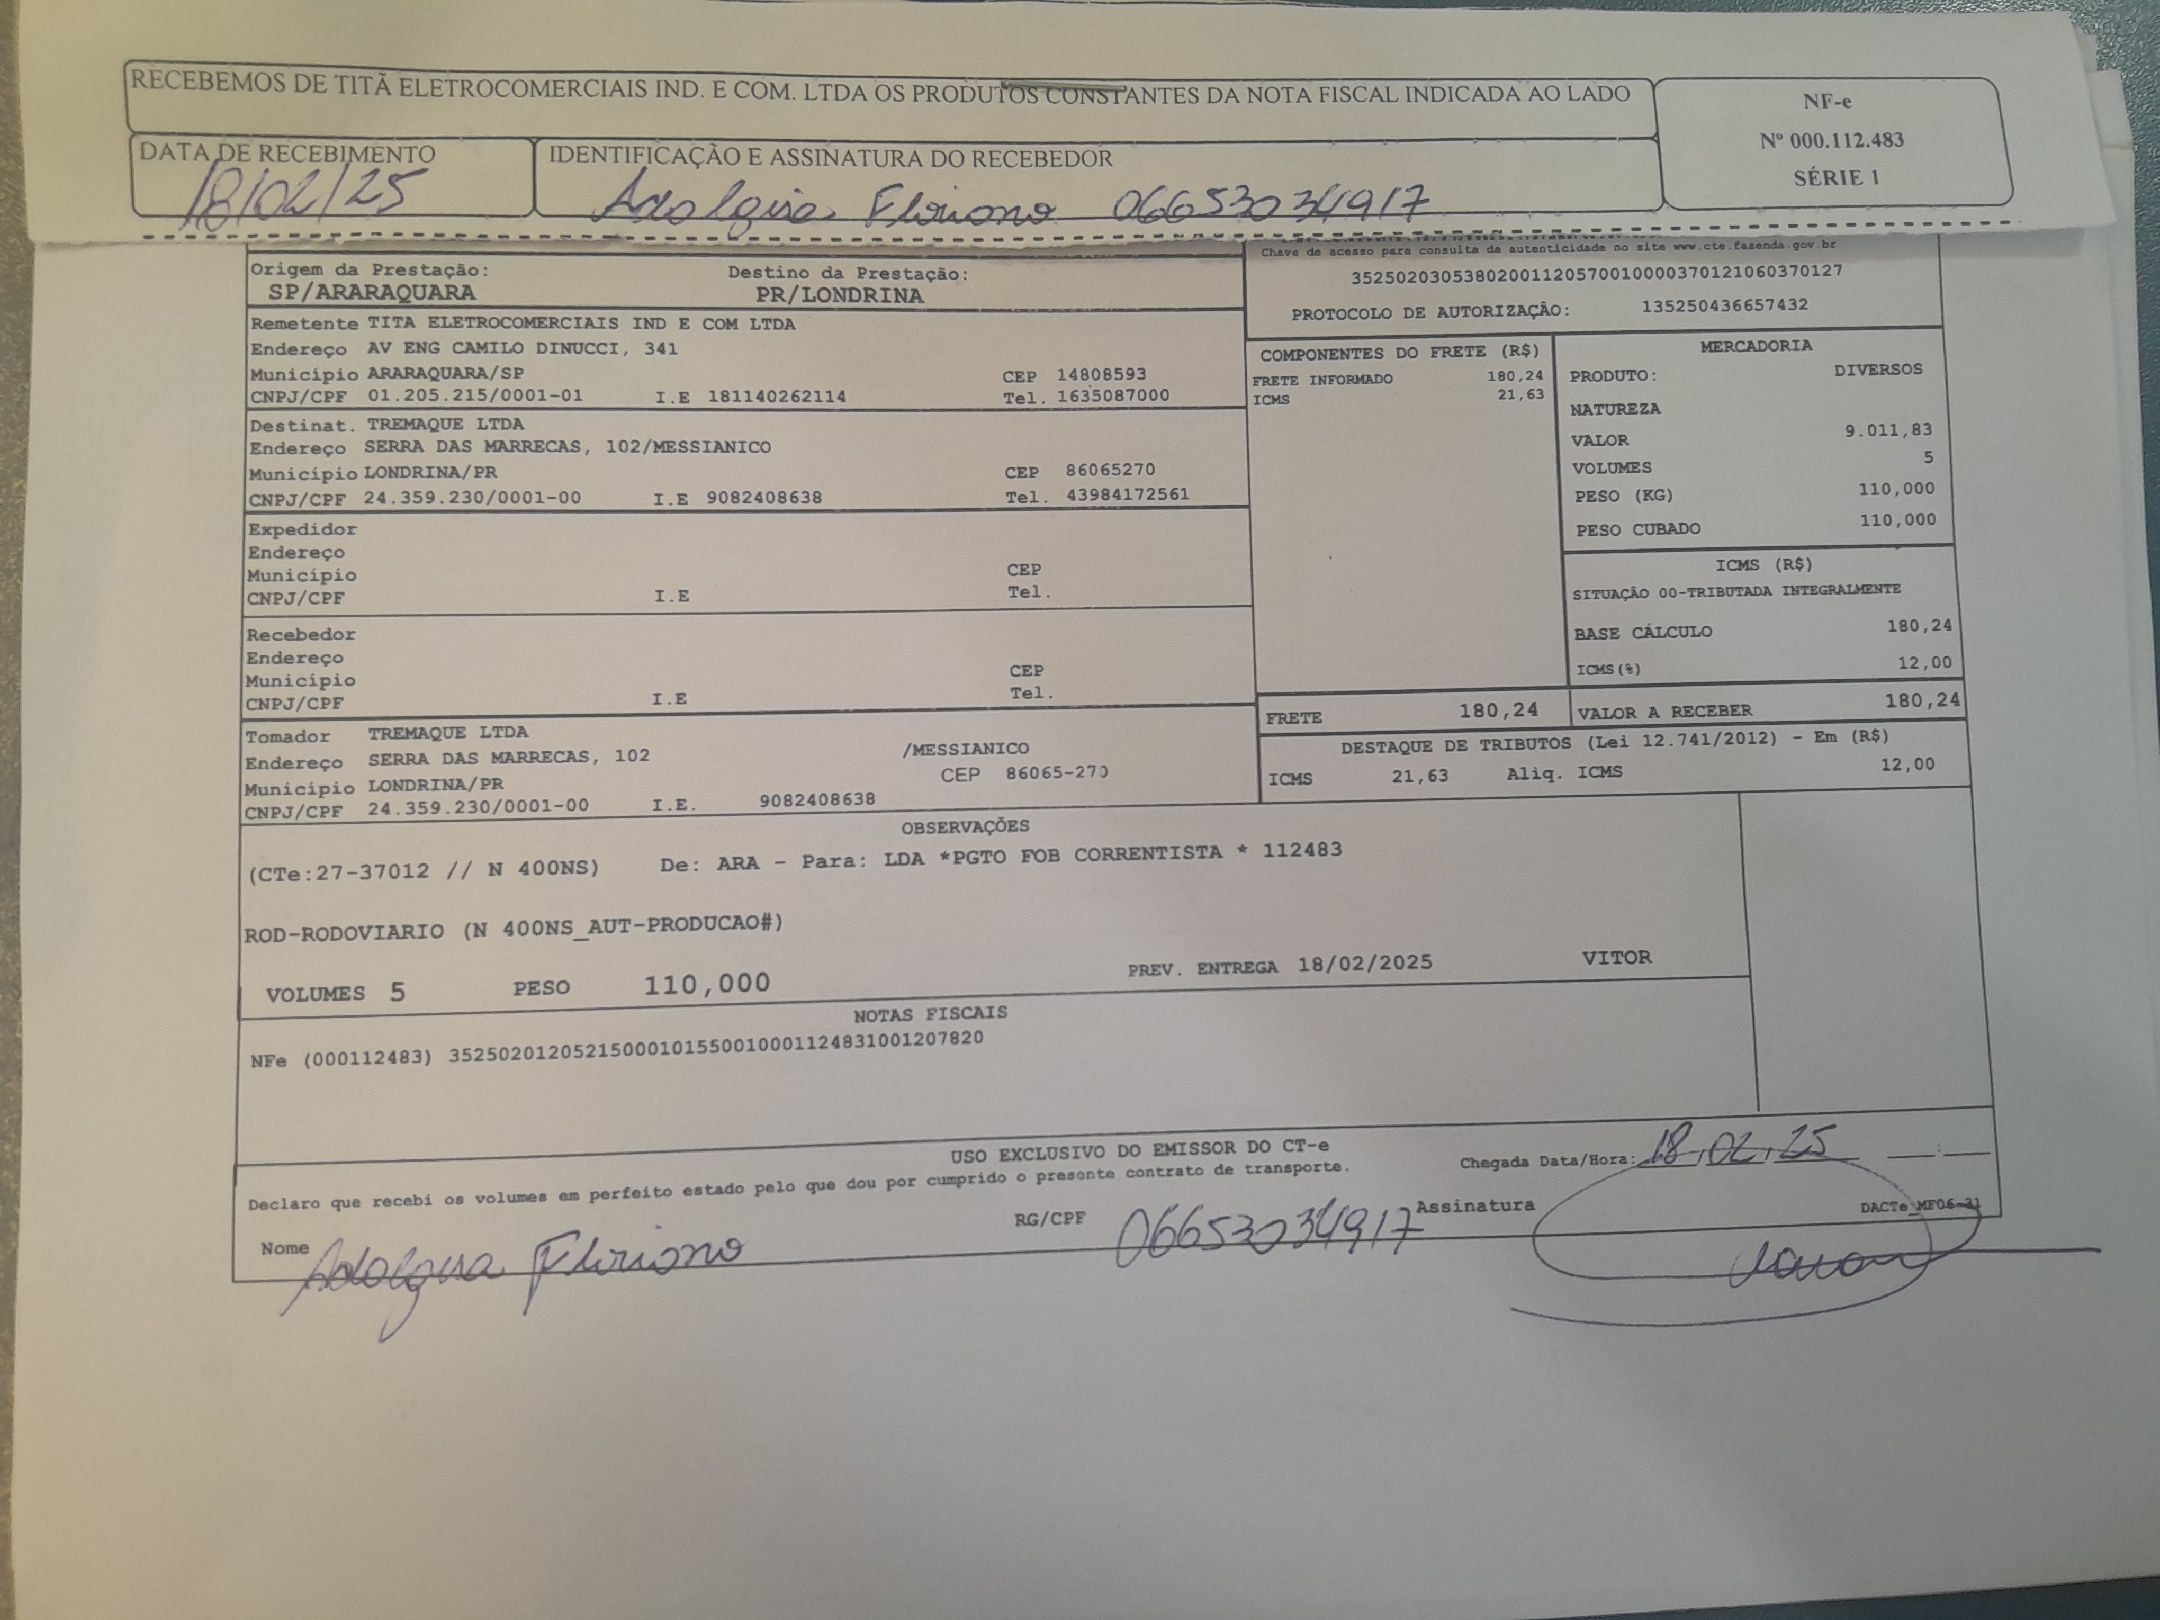 RECEBEMOS DE TITÃ ELETROCOMERCIAIS IND. E COM. LTDA OS PRODUTOS CONSTANTES DA NOTA FISCAL INDICADA AO LADO
NF-e
Nº 000.112.483
SÉRIE 1
DATA DE RECEBIMENTO
18/02/25
IDENTIFICAÇÃO E ASSINATURA DO RECEBEDOR
Floriano 06653034917
Chave de acesso para consulta de autenticidade no site www.cte.fasenda.gov.br
35250203053802001120570010000370121060370127
PROTOCOLO DE AUTORIZAÇÃO: 135250436657432
Origem da Prestação: Destino da Prestação:
SP/ARARAQUARA PR/LONDRINA
Remetente TITA ELETROCOMERCIAIS IND E COM LTDA
Endereço AV ENG CAMILO DINUCCI, 341
Município ARARAQUARA/SP CEP 14808593
CNPJ/CPF 01.205.215/0001-01 I.E 181140262114 Tel. 1635087000
Destinat. TREMAQUE LTDA
Endereço SERRA DAS MARRECAS, 102/MESSIANICO
Município LONDRINA/PR CEP 86065270
CNPJ/CPF 24.359.230/0001-00 I.E 9082408638 Tel. 43984172561
Expedidor
Endereço
Município CEP
CNPJ/CPF I.E Tel.
Recebedor
Endereço
Município CEP
CNPJ/CPF I.E Tel.
Tomador TREMAQUE LTDA
Endereço SERRA DAS MARRECAS, 102 /MESSIANICO
Município LONDRINA/PR CEP 86065-270
CNPJ/CPF 24.359.230/0001-00 I.E. 9082408638
COMPONENTES DO FRETE (R$)
FRETE INFORMADO 180,24
ICMS 21,63
MERCADORIA
PRODUTO: DIVERSOS
NATUREZA
VALOR 9.011,83
VOLUMES 5
PESO (KG) 110,000
PESO CUBADO 110,000
ICMS (R$)
SITUAÇÃO 00-TRIBUTADA INTEGRALMENTE
BASE CÁLCULO 180,24
ICMS(%) 12,00
FRETE 180,24 VALOR A RECEBER 180,24
DESTAQUE DE TRIBUTOS (Lei 12.741/2012) - Em (R$)
ICMS 21,63 Aliq. ICMS 12,00
OBSERVAÇÕES
(CTe:27-37012 // N 400NS) De: ARA - Para: LDA *PGTO FOB CORRENTISTA * 112483
ROD-RODOVIARIO (N 400NS_AUT-PRODUCAO#)
VOLUMES 5 PESO 110,000 PREV. ENTREGA 18/02/2025 VITOR
NOTAS FISCAIS
NFe (000112483) 35250201205215000101550010001124831001207820
USO EXCLUSIVO DO EMISSOR DO CT-e
Declaro que recebi os volumes em perfeito estado pelo que dou por cumprido o presente contrato de transporte.
Chegada Data/Hora: 18.02.25 __:__
Nome Floriano RG/CPF 06653034917 Assinatura
DACTe_MF06-21